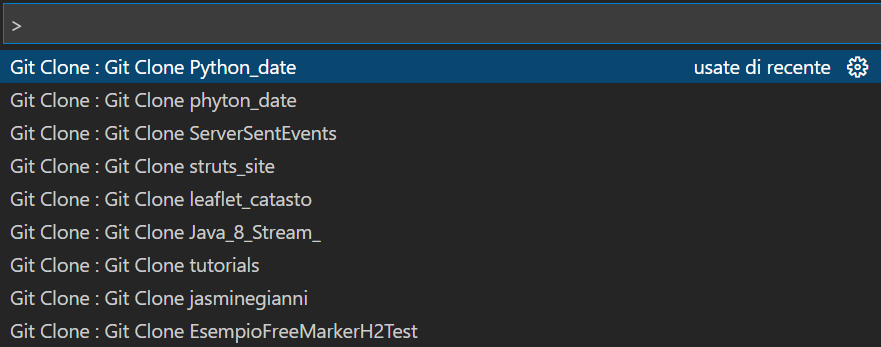 >
Git Clone : Git Clone Python_date usate di recente
Git Clone : Git Clone phyton_date
Git Clone : Git Clone ServerSentEvents
Git Clone : Git Clone struts_site
Git Clone : Git Clone leaflet_catasto
Git Clone : Git Clone Java_8_Stream_
Git Clone : Git Clone tutorials
Git Clone : Git Clone jasminegianni
Git Clone : Git Clone EsempioFreeMarkerH2Test